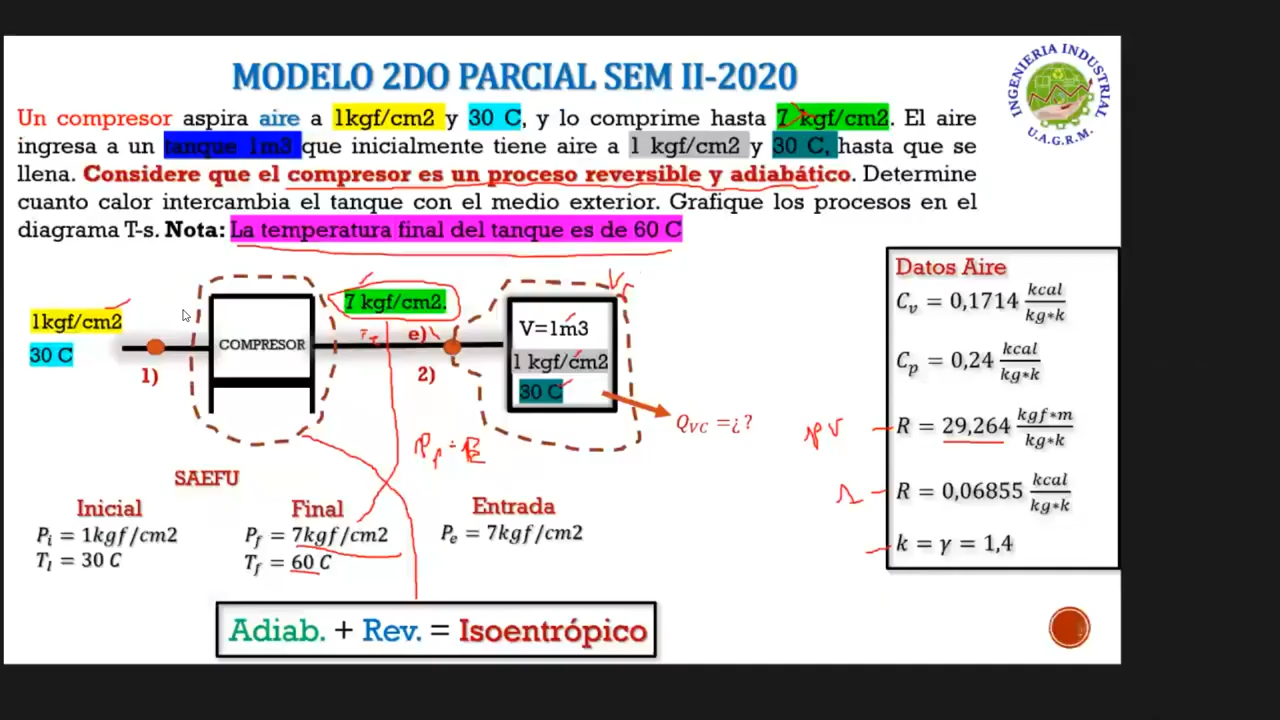 MODELO 2DO PARCIAL SEM II-2020
INGENIERIA INDUSTRIAL
U.A.G.R.M.
Un compresor aspira aire a 1kgf/cm2 y 30 C, y lo comprime hasta 7 kgf/cm2. El aire
ingresa a un tanque 1m3 que inicialmente tiene aire a 1 kgf/cm2 y 30 C, hasta que se
llena. Considere que el compresor es un proceso reversible y adiabático. Determine
cuanto calor intercambia el tanque con el medio exterior. Grafique los procesos en el
diagrama T-s. Nota: La temperatura final del tanque es de 60 C
1kgf/cm2
30 C
1)
COMPRESOR
7 kgf/cm2.
e)
2)
V=1m3
1 kgf/cm2
30 C
Q_VC =¿?
Datos Aire
C_v = 0,1714 kcal/kg∗k
C_p = 0,24 kcal/kg∗k
R = 29,264 kgf∗m/kg∗k
R = 0,06855 kcal/kg∗k
k = γ = 1,4
SAEFU
Inicial
P_i = 1kgf/cm2
T_I = 30 C
Final
P_f = 7kgf/cm2
T_f = 60 C
Entrada
P_e = 7kgf/cm2
Adiab. + Rev. = Isoentrópico